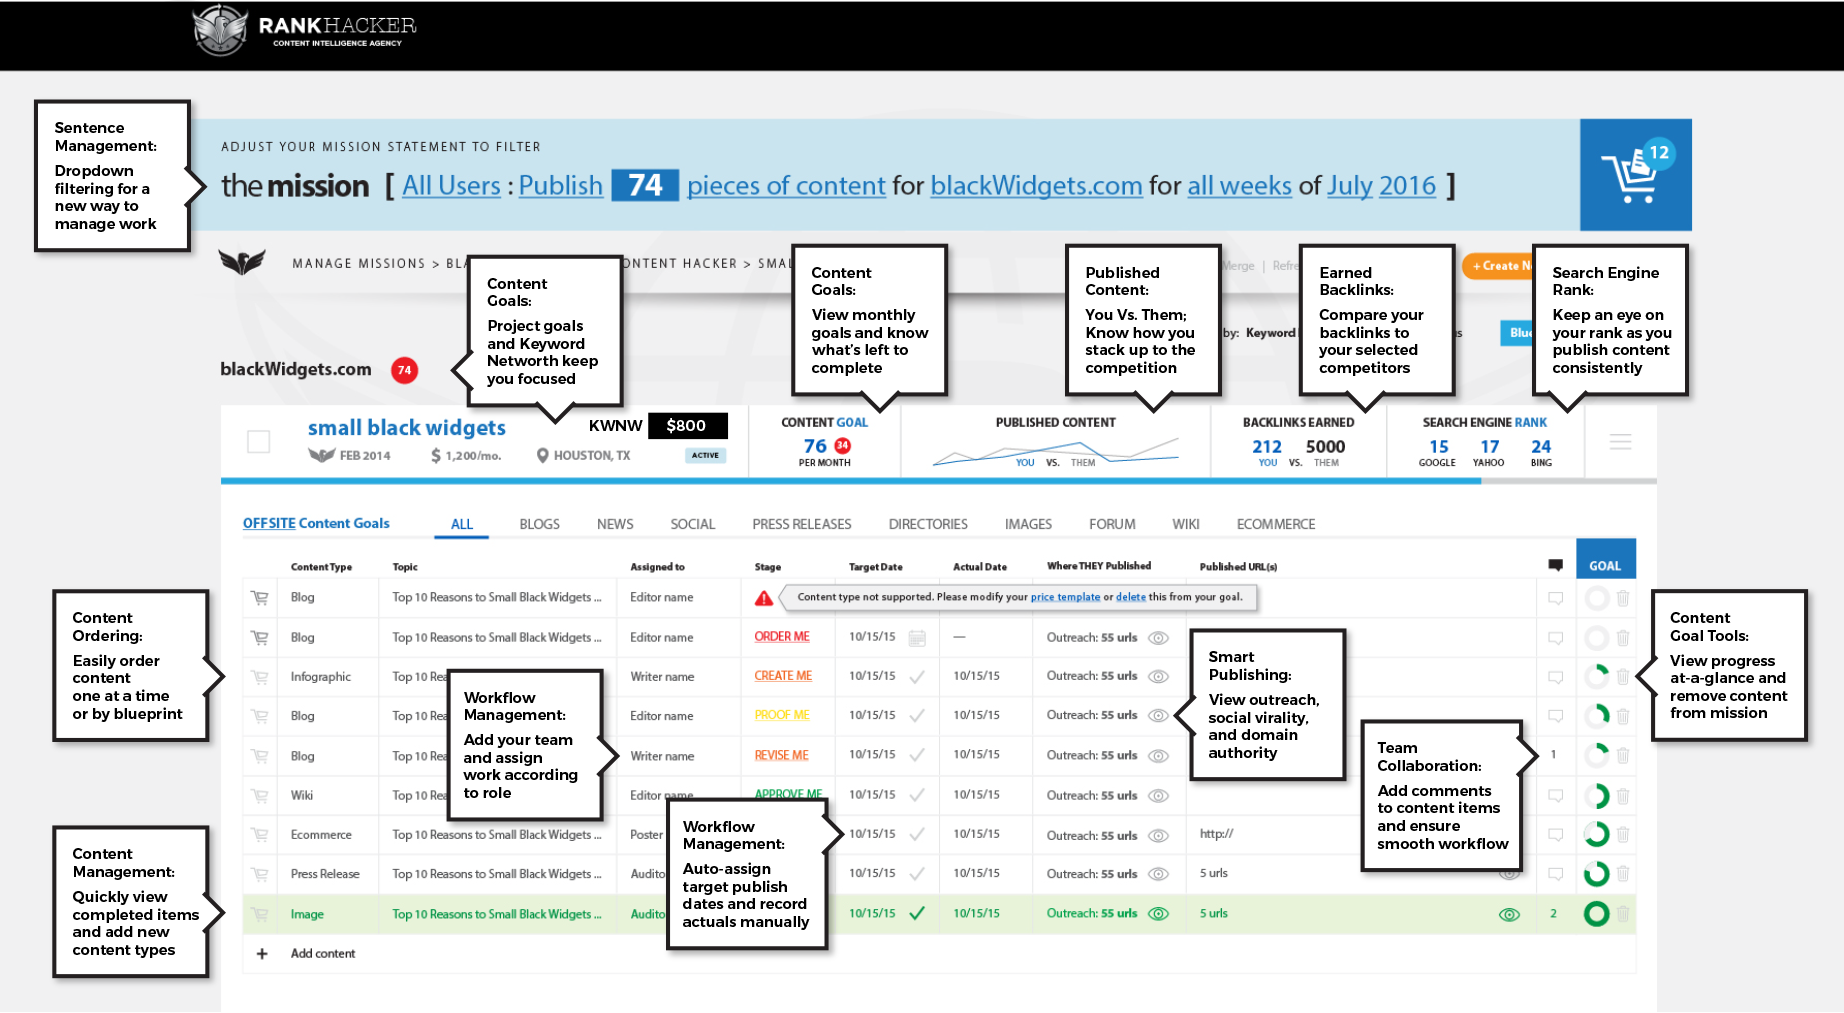 RANKHACKER
CONTENT INTELLIGENCE AGENCY
Sentence
Management:
Dropdown
filtering for a
new way to
manage work
ADJUST YOUR MISSION STATEMENT TO FILTER
the mission [ All Users : Publish 74 pieces of content for blackWidgets.com for all weeks of July 2016 ]
12
MANAGE MISSIONS > BLA
ONTENT HACKER > SMAL
Merge | Refre
+ Create Ne
Content
Goals:
Project goals
and Keyword
Networth keep
you focused
Content
Goals:
View monthly
goals and know
what's left to
complete
Published
Content:
You Vs. Them;
Know how you
stack up to the
competition
Earned
Backlinks:
Compare your
backlinks to
your selected
competitors
Search Engine
Rank:
Keep an eye on
your rank as you
publish content
consistently
by: Keyword
us
Blue
blackWidgets.com 74
small black widgets
KWNW $800
FEB 2014
$ 1,200/mo.
HOUSTON, TX
ACTIVE
CONTENT GOAL
76 34
PER MONTH
PUBLISHED CONTENT
YOU VS. THEM
BACKLINKS EARNED
212 5000
YOU VS. THEM
SEARCH ENGINE RANK
15 17 24
GOOGLE YAHOO BING
OFFSITE Content Goals
ALL BLOGS NEWS SOCIAL PRESS RELEASES DIRECTORIES IMAGES FORUM WIKI ECOMMERCE
Content Type Topic Assigned to Stage Target Date Actual Date Where THEY Published Published URL(s) GOAL
Blog Top 10 Reasons to Small Black Widgets ... Editor name Content type not supported. Please modify your price template or delete this from your goal.
Blog Top 10 Reasons to Small Black Widgets ... Editor name ORDER ME 10/15/15 — Outreach: 55 urls
Infographic Top 10 Rea Writer name CREATE ME 10/15/15 10/15/15 Outreach: 55 urls
Blog Top 10 Rea Editor name PROOF ME 10/15/15 10/15/15 Outreach: 55 urls
Blog Top 10 Rea Writer name REVISE ME 10/15/15 10/15/15 Outreach: 55 urls 1
Wiki Top 10 Rea Editor name APPROVE ME 10/15/15 10/15/15 Outreach: 55 urls
Ecommerce Top 10 Reasons to Small Black Widgets ... Poster 10/15/15 10/15/15 Outreach: 55 urls http://
Press Release Top 10 Reasons to Small Black Widgets ... Audito 10/15/15 10/15/15 Outreach: 55 urls 5 urls
Image Top 10 Reasons to Small Black Widgets ... Audito 10/15/15 10/15/15 Outreach: 55 urls 5 urls 2
+ Add content
Content
Ordering:
Easily order
content
one at a time
or by blueprint
Content
Management:
Quickly view
completed items
and add new
content types
Workflow
Management:
Add your team
and assign
work according
to role
Workflow
Management:
Auto-assign
target publish
dates and record
actuals manually
Smart
Publishing:
View outreach,
social virality,
and domain
authority
Team
Collaboration:
Add comments
to content items
and ensure
smooth workflow
Content
Goal Tools:
View progress
at-a-glance and
remove content
from mission